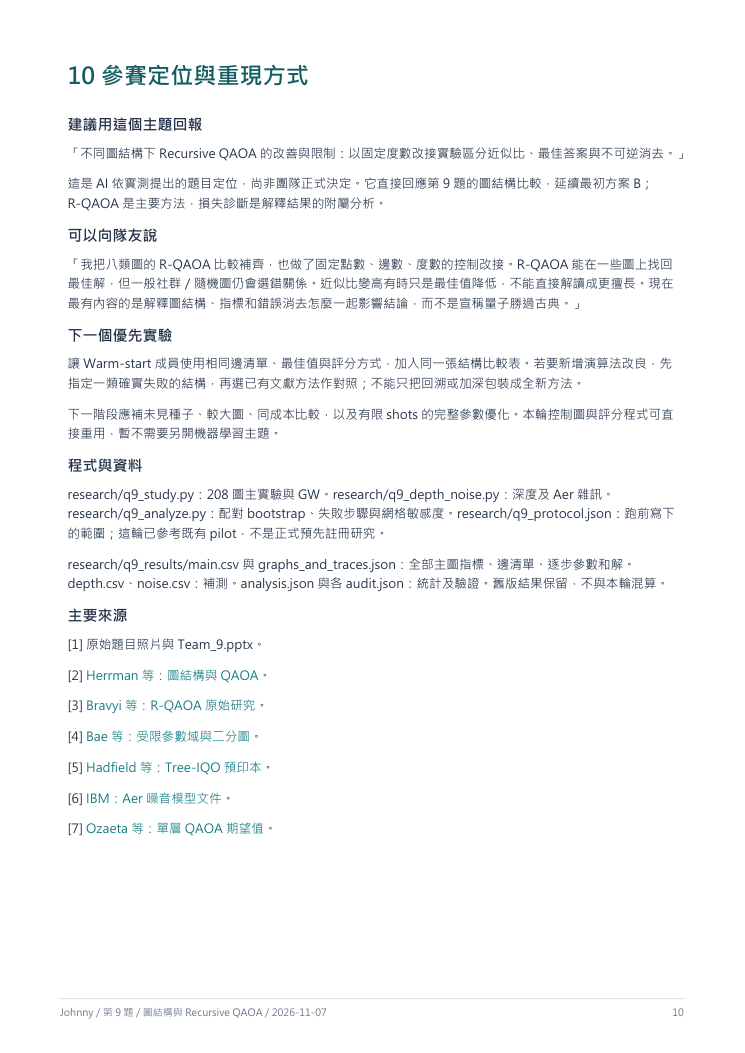 10 參賽定位與重現方式
建議用這個主題回報
「不同圖結構下 Recursive QAOA 的改善與限制：以固定度數改接實驗區分近似比、最佳答案與不可逆消去。」
這是 AI 依實測提出的題目定位，尚非團隊正式決定。它直接回應第 9 題的圖結構比較，延續最初方案 B；
R-QAOA 是主要方法，損失診斷是解釋結果的附屬分析。
可以向隊友說
「我把八類圖的 R-QAOA 比較補齊，也做了固定點數、邊數、度數的控制改接。R-QAOA 能在一些圖上找回
最佳解，但一般社群 / 隨機圖仍會選錯關係。近似比變高有時只是最佳值降低，不能直接解讀成更擅長。現在
最有內容的是解釋圖結構、指標和錯誤消去怎麼一起影響結論，而不是宣稱量子勝過古典。」
下一個優先實驗
讓 Warm-start 成員使用相同邊清單、最佳值與評分方式，加入同一張結構比較表。若要新增演算法改良，先
指定一類確實失敗的結構，再選已有文獻方法作對照；不能只把回溯或加深包裝成全新方法。
下一階段應補未見種子、較大圖、同成本比較，以及有限 shots 的完整參數優化。本輪控制圖與評分程式可直
接重用，暫不需要另開機器學習主題。
程式與資料
research/q9_study.py：208 圖主實驗與 GW。research/q9_depth_noise.py：深度及 Aer 雜訊。
research/q9_analyze.py：配對 bootstrap、失敗步驟與網格敏感度。research/q9_protocol.json：跑前寫下
的範圍；這輪已參考既有 pilot，不是正式預先註冊研究。
research/q9_results/main.csv 與 graphs_and_traces.json：全部主圖指標、邊清單、逐步參數和解。
depth.csv、noise.csv：補測。analysis.json 與各 audit.json：統計及驗證。舊版結果保留，不與本輪混算。
主要來源
[1] 原始題目照片與 Team_9.pptx。
[2] Herrman 等：圖結構與 QAOA。
[3] Bravyi 等：R-QAOA 原始研究。
[4] Bae 等：受限參數域與二分圖。
[5] Hadfield 等：Tree-IQO 預印本。
[6] IBM：Aer 噪音模型文件。
[7] Ozaeta 等：單層 QAOA 期望值。
Johnny / 第 9 題 / 圖結構與 Recursive QAOA / 2026-11-07
10